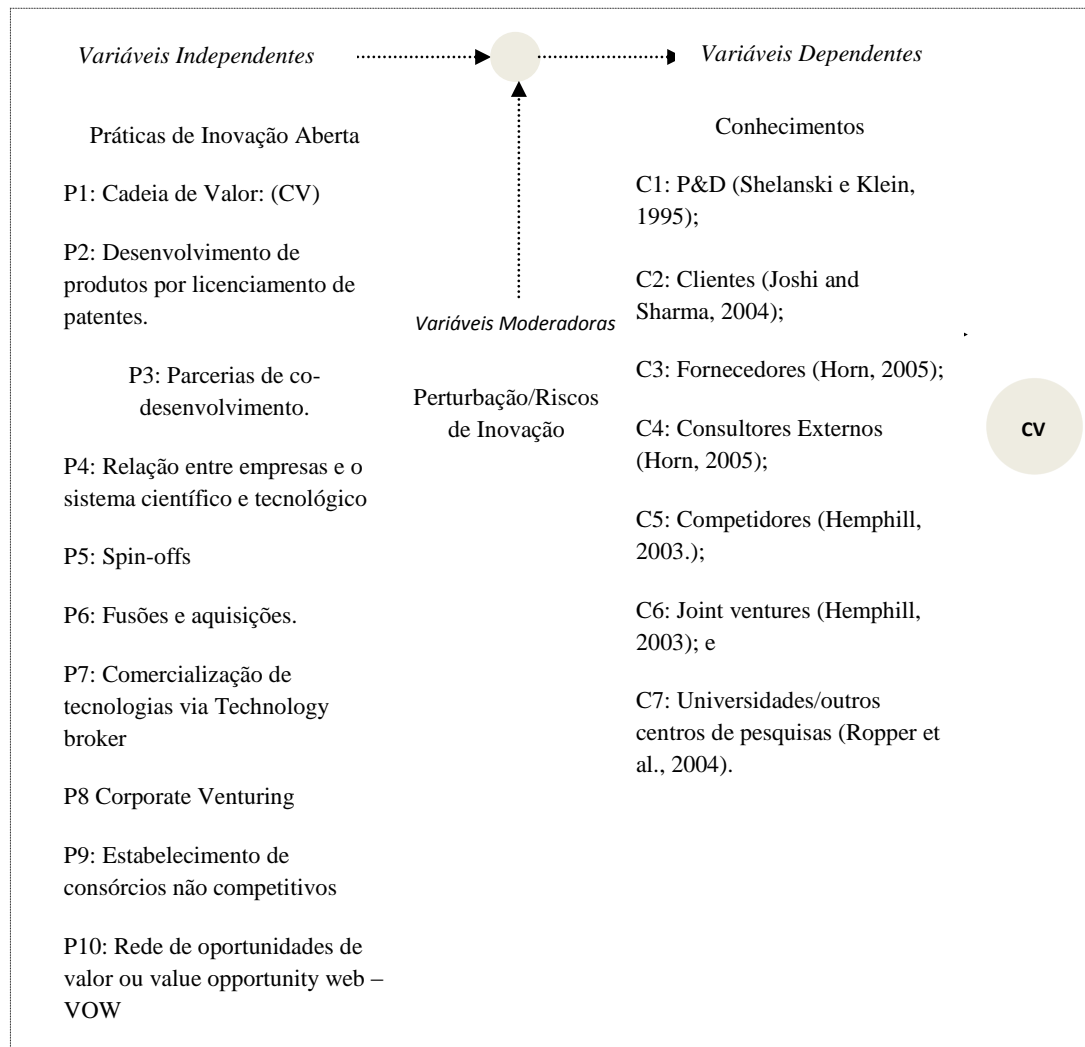 Variáveis Independentes
Variáveis Dependentes
Práticas de Inovação Aberta
P1: Cadeia de Valor: (CV)
P2: Desenvolvimento de
produtos por licenciamento de
patentes.
P3: Parcerias de co-
desenvolvimento.
P4: Relação entre empresas e o
sistema científico e tecnológico
P5: Spin-offs
P6: Fusões e aquisições.
P7: Comercialização de
tecnologias via Technology
broker
P8 Corporate Venturing
P9: Estabelecimento de
consórcios não competitivos
P10: Rede de oportunidades de
valor ou value opportunity web –
VOW
Variáveis Moderadoras
Perturbação/Riscos
de Inovação
Conhecimentos
C1: P&D (Shelanski e Klein,
1995);
C2: Clientes (Joshi and
Sharma, 2004);
C3: Fornecedores (Horn, 2005);
C4: Consultores Externos
(Horn, 2005);
C5: Competidores (Hemphill,
2003.);
C6: Joint ventures (Hemphill,
2003); e
C7: Universidades/outros
centros de pesquisas (Ropper et
al., 2004).
CV